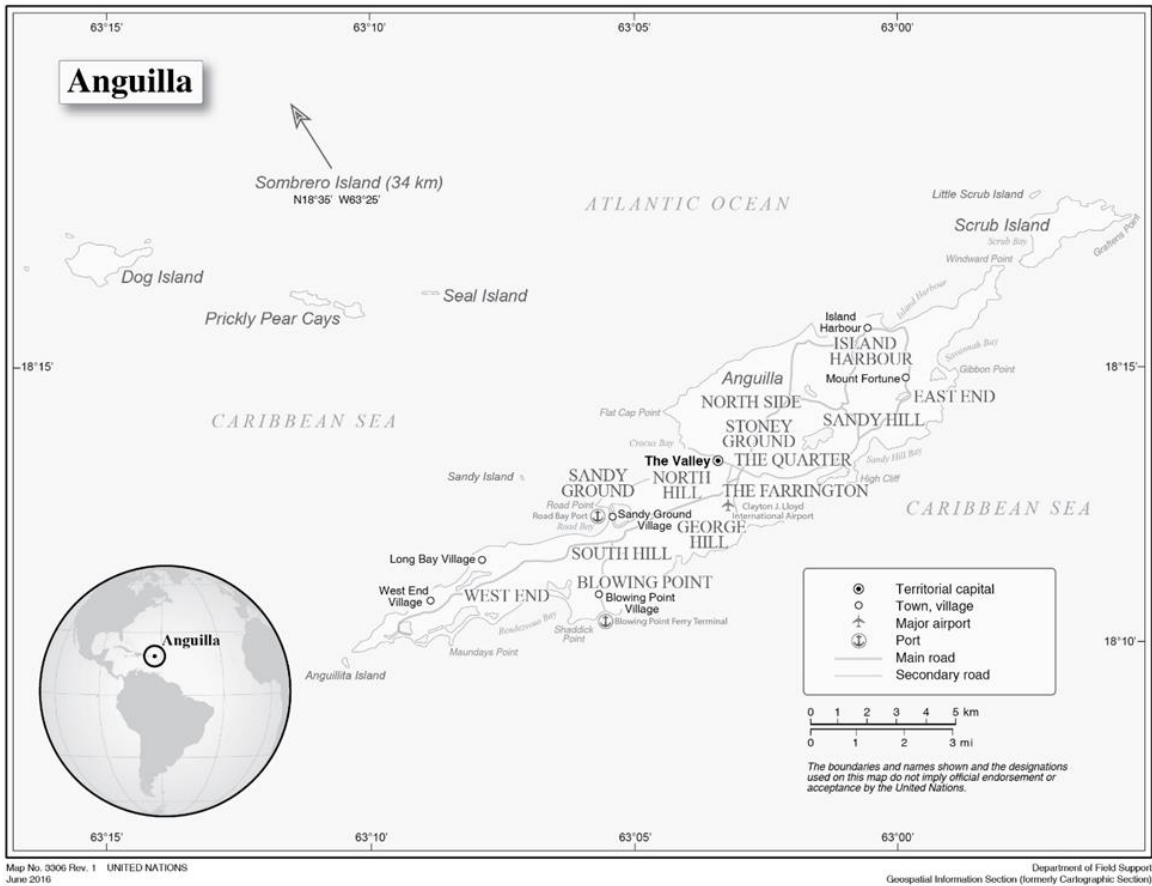 63°15'
63°10'
63°05'
63°00'
Anguilla
Sombrero Island (34 km)
N18°35' W63°25'
ATLANTIC OCEAN
Little Scrub Island
Scrub Island
Scrub Bay
Graftens Point
Windward Point
Dog Island
Seal Island
Prickly Pear Cays
Island Harbour
Island
Harbour
ISLAND
HARBOUR
Savannah Bay
18°15'
18°15'
Gibbon Point
Mount Fortune
Anguilla
EAST END
NORTH SIDE
Flat Cap Point
SANDY HILL
CARIBBEAN SEA
STONEY
GROUND
Crocus Bay
Sandy Hill Bay
The Valley
THE QUARTER
Sandy Island
SANDY
GROUND
NORTH
HILL
High Cliff
THE FARRINGTON
Road Point
Clayton J. Lloyd
International Airport
CARIBBEAN SEA
Road Bay Port
Sandy Ground
Village
Road Bay
GEORGE
HILL
SOUTH HILL
Long Bay Village
BLOWING POINT
West End
Village
WEST END
Blowing Point
Village
Rendezvous Bay
Blowing Point Ferry Terminal
Shaddick
Point
Maundays Point
Anguillita Island
18°10'
Anguilla
Territorial capital
Town, village
Major airport
Port
Main road
Secondary road
0 1 2 3 4 5 km
0 1 2 3 mi
The boundaries and names shown and the designations
used on this map do not imply official endorsement or
acceptance by the United Nations.
63°15'
63°10'
63°05'
63°00'
Map No. 3306 Rev. 1 UNITED NATIONS
June 2016
Department of Field Support
Geospatial Information Section (formerly Cartographic Section)